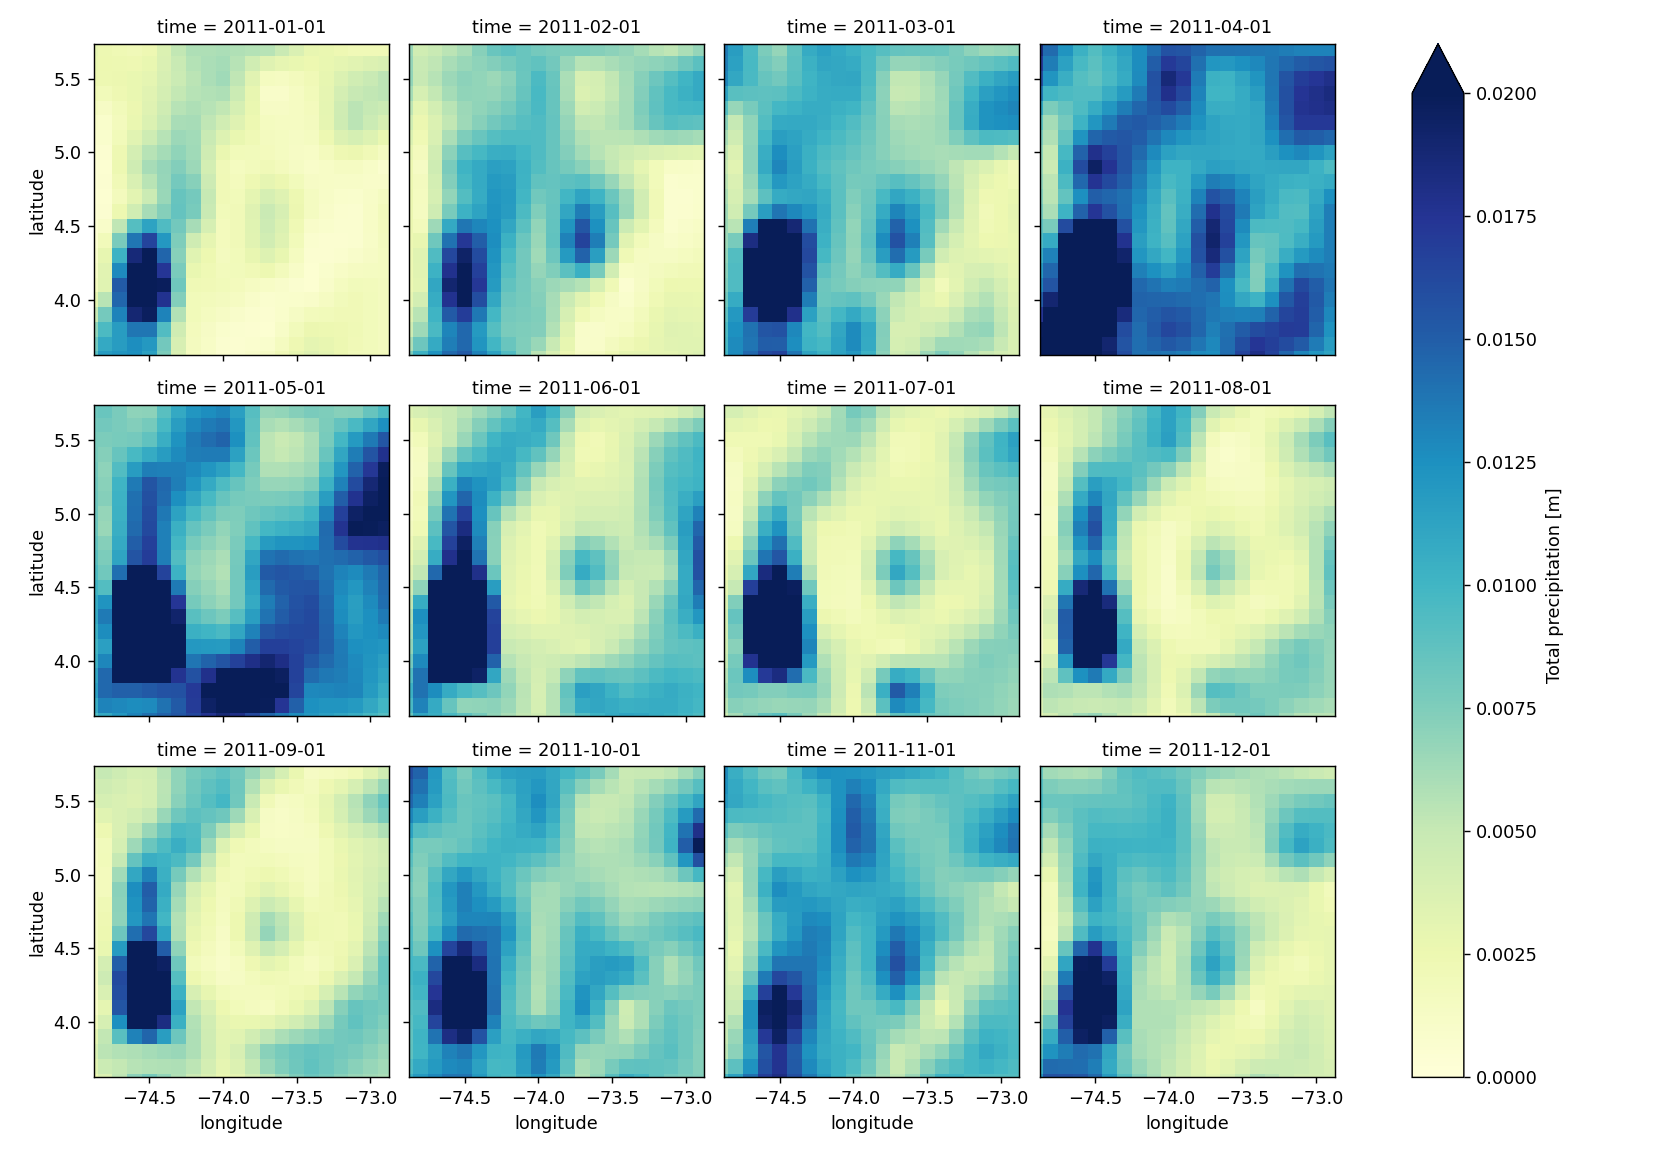 time = 2011-01-01
time = 2011-02-01
time = 2011-03-01
time = 2011-04-01
5.5
5.0
4.5
4.0
latitude
time = 2011-05-01
time = 2011-06-01
time = 2011-07-01
time = 2011-08-01
5.5
5.0
4.5
4.0
latitude
time = 2011-09-01
time = 2011-10-01
time = 2011-11-01
time = 2011-12-01
5.5
5.0
4.5
4.0
latitude
−74.5 −74.0 −73.5 −73.0
longitude
−74.5 −74.0 −73.5 −73.0
longitude
−74.5 −74.0 −73.5 −73.0
longitude
−74.5 −74.0 −73.5 −73.0
longitude
0.0200
0.0175
0.0150
0.0125
0.0100
0.0075
0.0050
0.0025
0.0000
Total precipitation [m]